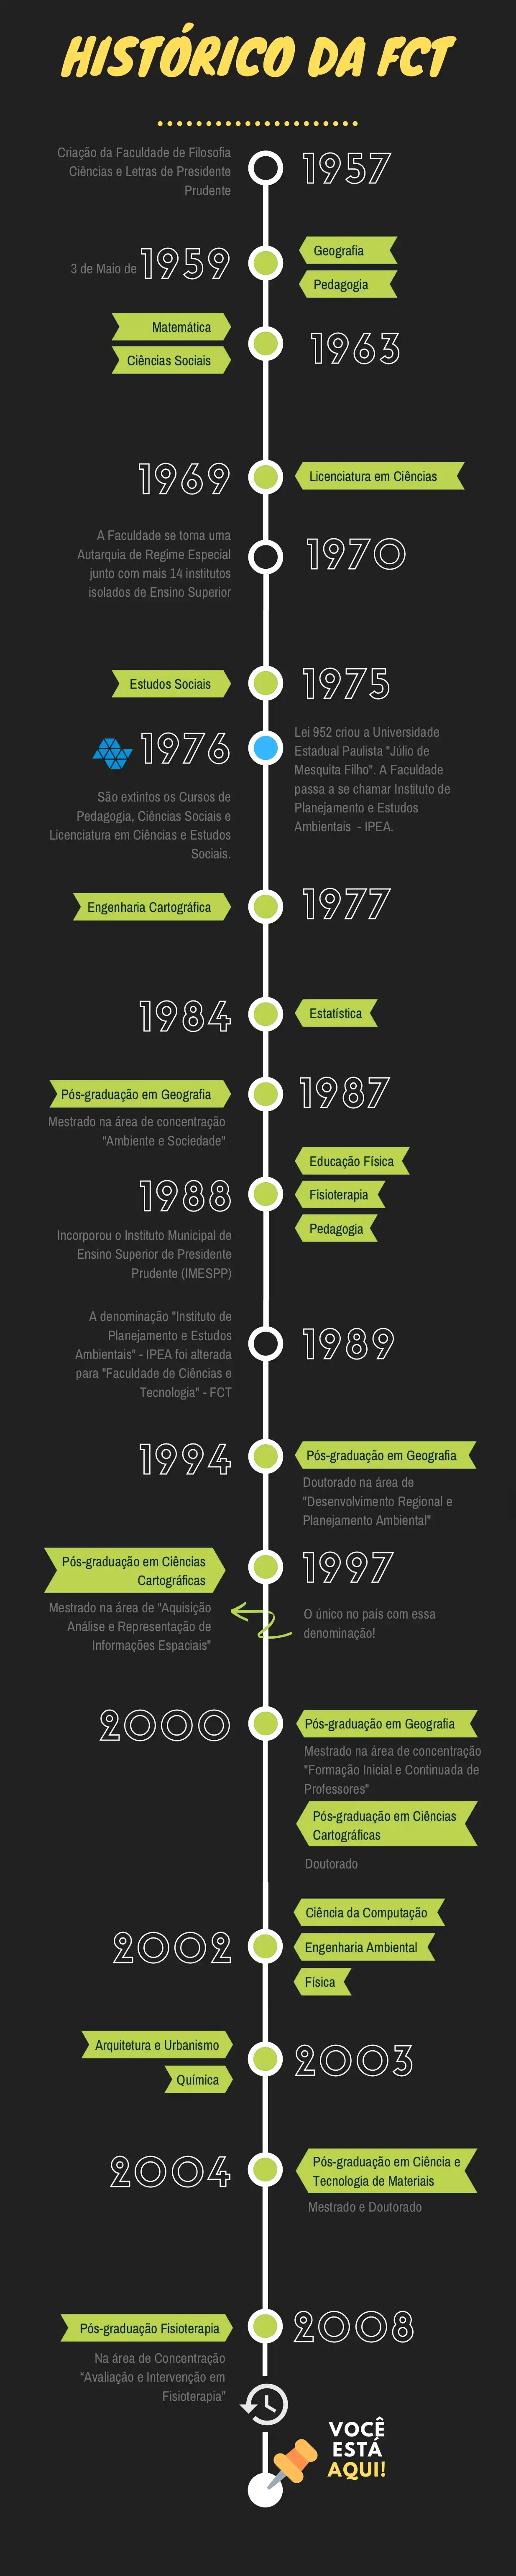 HISTÓRICO DA FCT
Criação da Faculdade de Filosofia
Ciências e Letras de Presidente
Prudente
1957
3 de Maio de 1959
Geografia
Pedagogia
Matemática
Ciências Sociais
1963
1969
Licenciatura em Ciências
A Faculdade se torna uma
Autarquia de Regime Especial
junto com mais 14 institutos
isolados de Ensino Superior
1970
Estudos Sociais
1975
1976
Lei 952 criou a Universidade
Estadual Paulista "Júlio de
Mesquita Filho". A Faculdade
passa a se chamar Instituto de
Planejamento e Estudos
Ambientais - IPEA.
São extintos os Cursos de
Pedagogia, Ciências Sociais e
Licenciatura em Ciências e Estudos
Sociais.
Engenharia Cartográfica
1977
1984
Estatística
Pós-graduação em Geografia
1987
Mestrado na área de concentração
"Ambiente e Sociedade"
1988
Educação Física
Fisioterapia
Pedagogia
Incorporou o Instituto Municipal de
Ensino Superior de Presidente
Prudente (IMESPP)
A denominação "Instituto de
Planejamento e Estudos
Ambientais" - IPEA foi alterada
para "Faculdade de Ciências e
Tecnologia" - FCT
1989
1994
Pós-graduação em Geografia
Doutorado na área de
"Desenvolvimento Regional e
Planejamento Ambiental"
Pós-graduação em Ciências
Cartográficas
1997
Mestrado na área de "Aquisição
Análise e Representação de
Informações Espaciais"
O único no país com essa
denominação!
2000
Pós-graduação em Geografia
Mestrado na área de concentração
"Formação Inicial e Continuada de
Professores"
Pós-graduação em Ciências
Cartográficas
Doutorado
2002
Ciência da Computação
Engenharia Ambiental
Física
Arquitetura e Urbanismo
Química
2003
2004
Pós-graduação em Ciência e
Tecnologia de Materiais
Mestrado e Doutorado
Pós-graduação Fisioterapia
2008
Na área de Concentração
“Avaliação e Intervenção em
Fisioterapia”
VOCÊ
ESTÁ
AQUI!